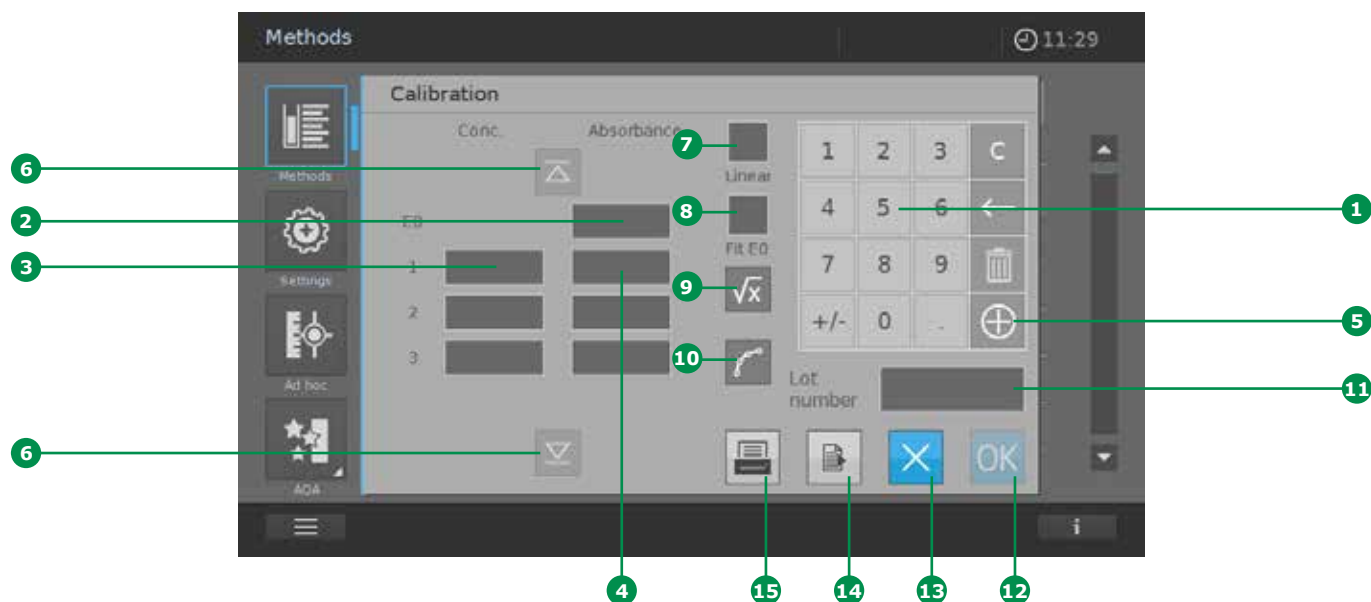 Methods 11:29
Calibration
Conc. Absorbance
Methods
Linear
1 2 3 C
6
E0
2
3
1
Settings
8
Fit E0
4 5 6 ←
1
2
9
√x
7 8 9
+/- 0 .
5
3
Ad hoc
10
Lot
number
11
6
7
AQA
OK
i
4 15 14 13 12